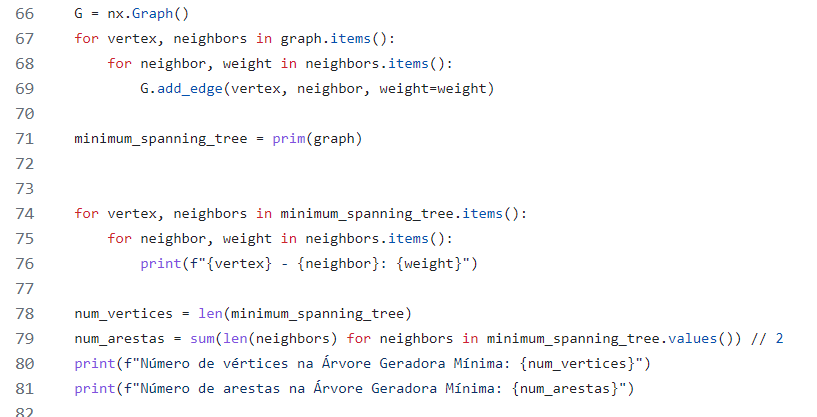 66 G = nx.Graph()
67 for vertex, neighbors in graph.items():
68 for neighbor, weight in neighbors.items():
69 G.add_edge(vertex, neighbor, weight=weight)
70
71 minimum_spanning_tree = prim(graph)
72
73
74 for vertex, neighbors in minimum_spanning_tree.items():
75 for neighbor, weight in neighbors.items():
76 print(f"{vertex} - {neighbor}: {weight}")
77
78 num_vertices = len(minimum_spanning_tree)
79 num_arestas = sum(len(neighbors) for neighbors in minimum_spanning_tree.values()) // 2
80 print(f"Número de vértices na Árvore Geradora Mínima: {num_vertices}")
81 print(f"Número de arestas na Árvore Geradora Mínima: {num_arestas}")
82